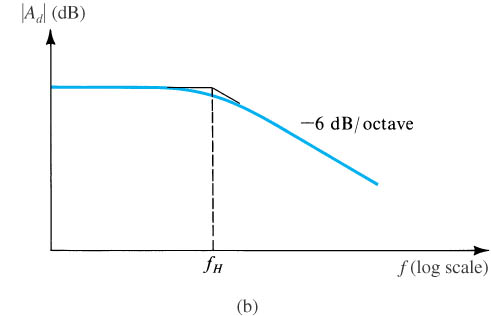 |A_d| (dB)
−6 dB/octave
f_H
f (log scale)
(b)